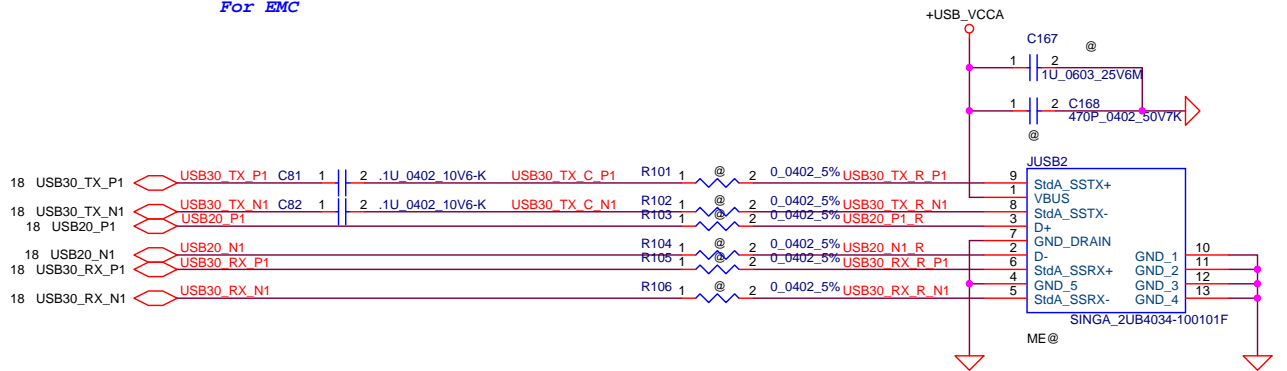 For EMC
+USB_VCCA
C167
@
1 2
1U_0603_25V6M
1 2 C168
470P_0402_50V7K
@
JUSB2
18 USB30_TX_P1 USB30_TX_P1 C81 1 2 .1U_0402_10V6-K USB30_TX_C_P1 R101 1 @ 2 0_0402_5% USB30_TX_R_P1 9 StdA_SSTX+
1 VBUS
18 USB30_TX_N1 USB30_TX_N1 C82 1 2 .1U_0402_10V6-K USB30_TX_C_N1 R102 1 @ 2 0_0402_5% USB30_TX_R_N1 8 StdA_SSTX-
18 USB20_P1 USB20_P1 R103 1 @ 2 0_0402_5% USB20_P1_R 3 D+
7 GND_DRAIN
18 USB20_N1 USB20_N1 R104 1 @ 2 0_0402_5% USB20_N1_R 2 D- GND_1 10
18 USB30_RX_P1 USB30_RX_P1 R105 1 @ 2 0_0402_5% USB30_RX_R_P1 6 StdA_SSRX+ GND_2 11
4 GND_5 GND_3 12
18 USB30_RX_N1 USB30_RX_N1 R106 1 @ 2 0_0402_5% USB30_RX_R_N1 5 StdA_SSRX- GND_4 13
SINGA_2UB4034-100101F
ME@